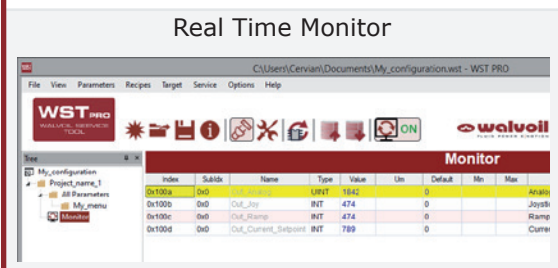 Real Time Monitor
C:\Users\Cervian\Documents\My_configuration.wst - WST PRO
File View Parameters Recipes Target Service Options Help
WST PRO
WALVOIL SERVICE
TOOL
ON
walvoil
Tree
Monitor
My_configuration
Project_name_1
All Parameters
My_menu
Monitor
Index SubIdx Name Type Value Um Default Min Max
0x100a 0x0 Out_Analog UINT 1842 0 Analog
0x100b 0x0 Out_Joy INT 474 0 Joysti
0x100c 0x0 Out_Ramp INT 474 0 Ramp
0x100d 0x0 Out_Current_Setpoint INT 789 0 Curre